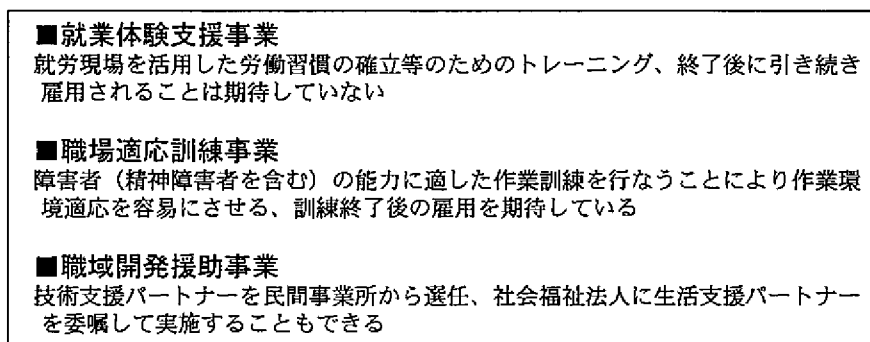 ■就業体験支援事業
就労現場を活用した労働習慣の確立等のためのトレーニング、終了後に引き続き
雇用されることは期待していない
■職場適応訓練事業
障害者（精神障害者を含む）の能力に適した作業訓練を行なうことにより作業環
境適応を容易にさせる、訓練終了後の雇用を期待している
■職域開発援助事業
技術支援パートナーを民間事業所から選任、社会福祉法人に生活支援パートナー
を委嘱して実施することもできる